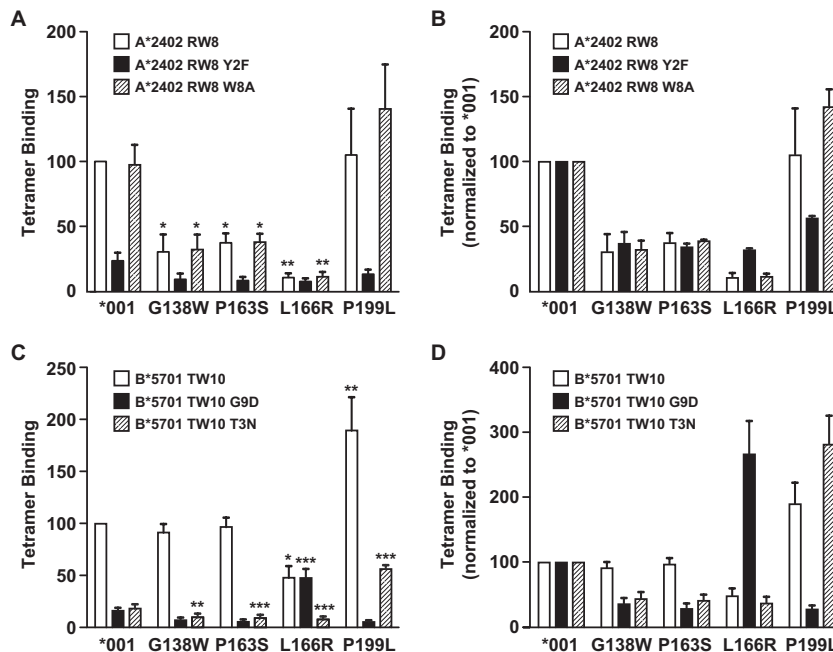 A
Tetramer Binding
200
150
100
50
0
A*2402 RW8
A*2402 RW8 Y2F
A*2402 RW8 W8A
* * * * ** **
*001 G138W P163S L166R P199L
B
Tetramer Binding
(normalized to *001)
200
150
100
50
0
A*2402 RW8
A*2402 RW8 Y2F
A*2402 RW8 W8A
*001 G138W P163S L166R P199L
C
Tetramer Binding
250
200
150
100
50
0
B*5701 TW10
B*5701 TW10 G9D
B*5701 TW10 T3N
** *** * *** *** ** ***
*001 G138W P163S L166R P199L
D
Tetramer Binding
(normalized to *001)
400
300
200
100
0
B*5701 TW10
B*5701 TW10 G9D
B*5701 TW10 T3N
*001 G138W P163S L166R P199L